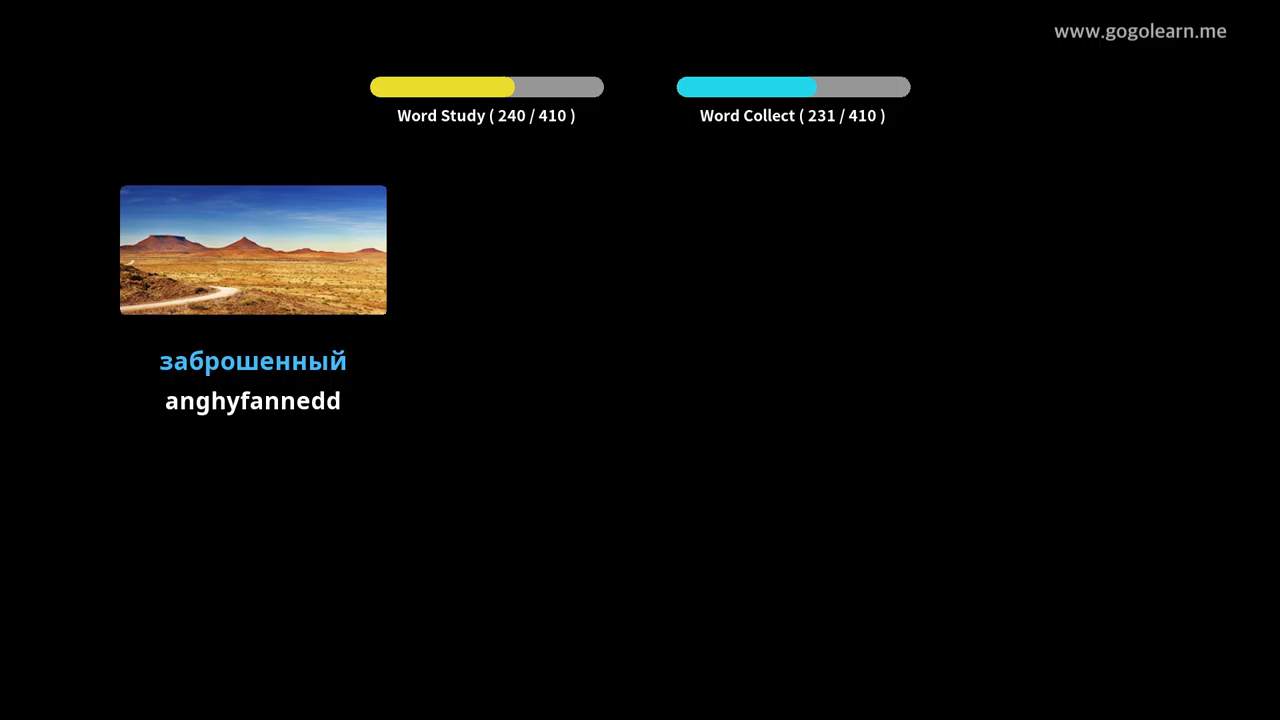 www.gogolearn.me
Word Study ( 240 / 410 )
Word Collect ( 231 / 410 )
заброшенный
anghyfannedd